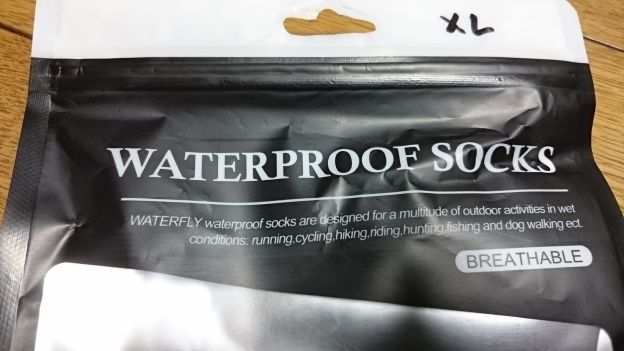 XL
WATERPROOF SOCKS
WATERFLY waterproof socks are designed for a multitude of outdoor activities in wet
conditions; running,cycling,hiking,riding,hunting,fishing and dog walking ect.
BREATHABLE